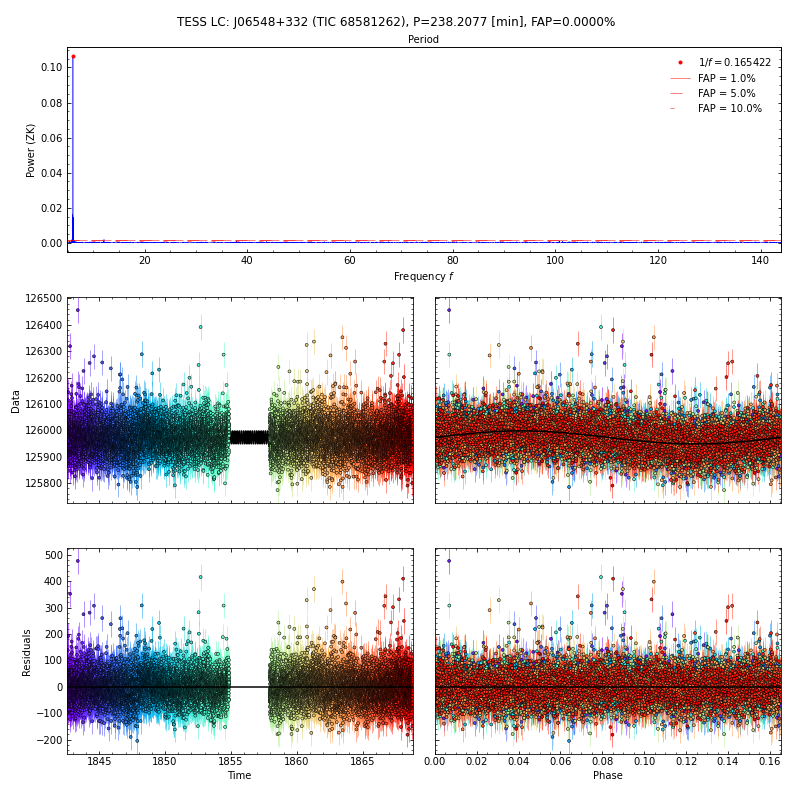 TESS LC: J06548+332 (TIC 68581262), P=238.2077 [min], FAP=0.0000%
Period
0.10
0.08
0.06
0.04
0.02
0.00
Power (ZK)
1/f = 0.165422
FAP = 1.0%
FAP = 5.0%
FAP = 10.0%
20 40 60 80 100 120 140
Frequency f
126500
126400
126300
126200
126100
126000
125900
125800
Data
500
400
300
200
100
0
−100
−200
Residuals
1845 1850 1855 1860 1865
Time
0.00 0.02 0.04 0.06 0.08 0.10 0.12 0.14 0.16
Phase